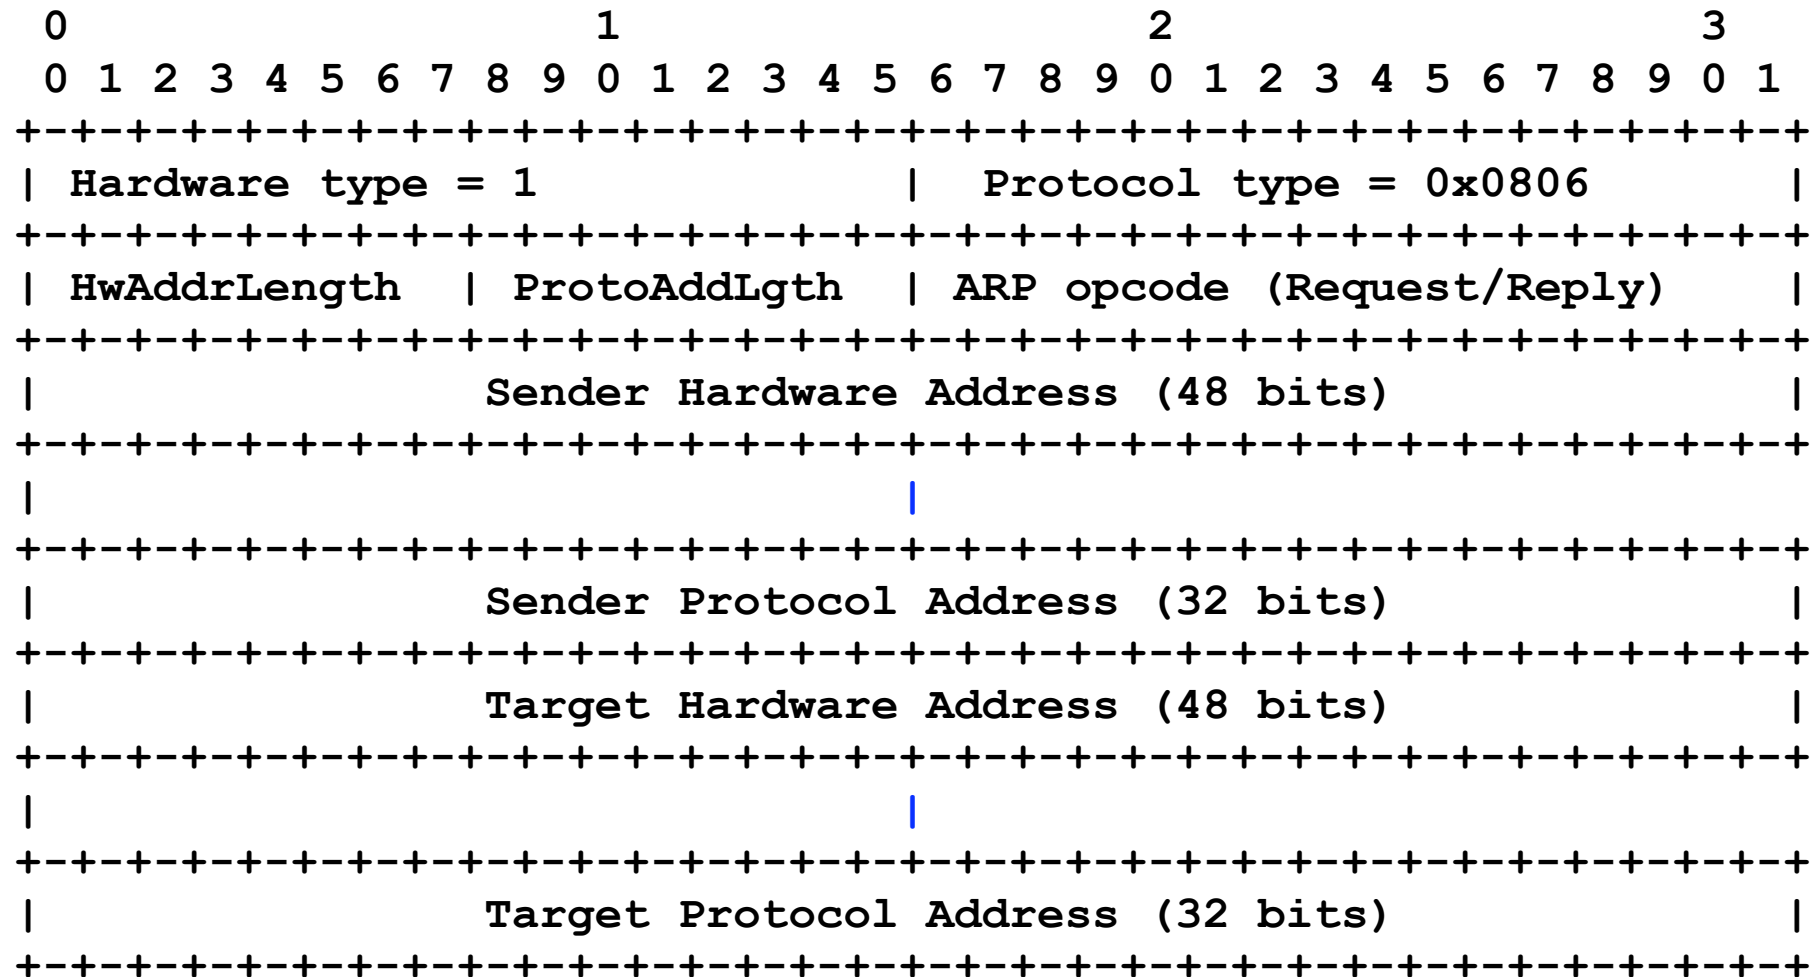 0                   1                   2                   3
0 1 2 3 4 5 6 7 8 9 0 1 2 3 4 5 6 7 8 9 0 1 2 3 4 5 6 7 8 9 0 1
+-+-+-+-+-+-+-+-+-+-+-+-+-+-+-+-+-+-+-+-+-+-+-+-+-+-+-+-+-+-+-+-+
| Hardware type = 1             |  Protocol type = 0x0806       |
+-+-+-+-+-+-+-+-+-+-+-+-+-+-+-+-+-+-+-+-+-+-+-+-+-+-+-+-+-+-+-+-+
| HwAddrLength  | ProtoAddLgth  | ARP opcode (Request/Reply)    |
+-+-+-+-+-+-+-+-+-+-+-+-+-+-+-+-+-+-+-+-+-+-+-+-+-+-+-+-+-+-+-+-+
|                Sender Hardware Address (48 bits)              |
+-+-+-+-+-+-+-+-+-+-+-+-+-+-+-+-+-+-+-+-+-+-+-+-+-+-+-+-+-+-+-+-+
|                               |
+-+-+-+-+-+-+-+-+-+-+-+-+-+-+-+-+-+-+-+-+-+-+-+-+-+-+-+-+-+-+-+-+
|                Sender Protocol Address (32 bits)              |
+-+-+-+-+-+-+-+-+-+-+-+-+-+-+-+-+-+-+-+-+-+-+-+-+-+-+-+-+-+-+-+-+
|                Target Hardware Address (48 bits)              |
+-+-+-+-+-+-+-+-+-+-+-+-+-+-+-+-+-+-+-+-+-+-+-+-+-+-+-+-+-+-+-+-+
|                               |
+-+-+-+-+-+-+-+-+-+-+-+-+-+-+-+-+-+-+-+-+-+-+-+-+-+-+-+-+-+-+-+-+
|                Target Protocol Address (32 bits)              |
+-+-+-+-+-+-+-+-+-+-+-+-+-+-+-+-+-+-+-+-+-+-+-+-+-+-+-+-+-+-+-+-+